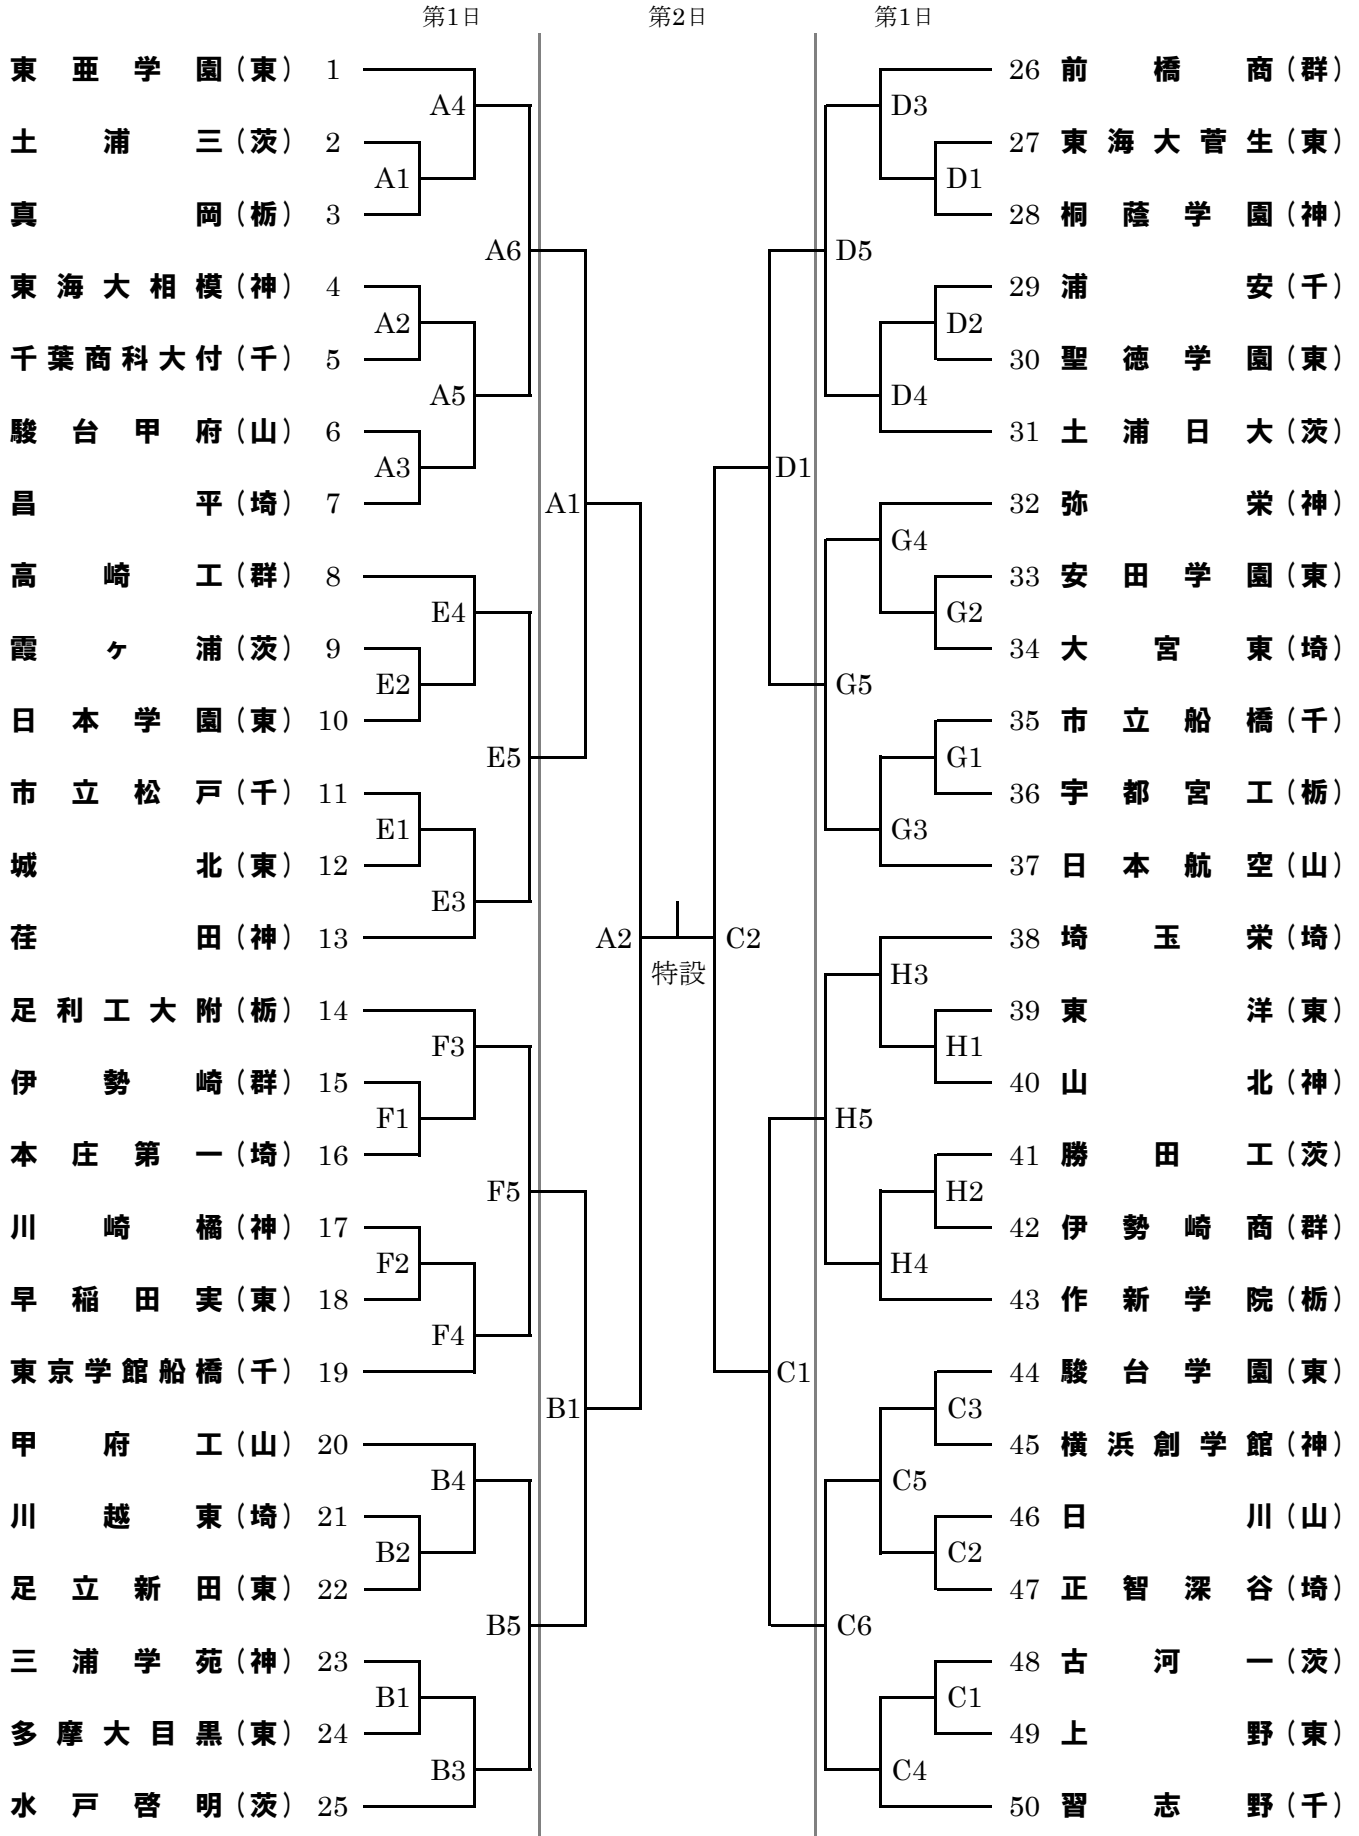 第1日 第2日 第1日
東亜学園(東) 1
土浦三(茨) 2
真岡(栃) 3
東海大相模(神) 4
千葉商科大付(千) 5
駿台甲府(山) 6
昌平(埼) 7
高崎工(群) 8
霞ヶ浦(茨) 9
日本学園(東) 10
市立松戸(千) 11
城北(東) 12
荏田(神) 13
足利工大附(栃) 14
伊勢崎(群) 15
本庄第一(埼) 16
川崎橘(神) 17
早稲田実(東) 18
東京学館船橋(千) 19
甲府工(山) 20
川越東(埼) 21
足立新田(東) 22
三浦学苑(神) 23
多摩大目黒(東) 24
水戸啓明(茨) 25
A4
A1
A6
A2
A5
A3
A1
E4
E2
E5
E1
E3
A2
F3
F1
F5
F2
F4
B1
B4
B2
B5
B1
B3
特設
D3
D1
D5
D2
D4
D1
G4
G2
G5
G1
G3
C2
H3
H1
H5
H2
H4
C1
C3
C5
C2
C6
C1
C4
26 前橋商(群)
27 東海大菅生(東)
28 桐蔭学園(神)
29 浦安(千)
30 聖徳学園(東)
31 土浦日大(茨)
32 弥栄(神)
33 安田学園(東)
34 大宮東(埼)
35 市立船橋(千)
36 宇都宮工(栃)
37 日本航空(山)
38 埼玉栄(埼)
39 東洋(東)
40 山北(神)
41 勝田工(茨)
42 伊勢崎商(群)
43 作新学院(栃)
44 駿台学園(東)
45 横浜創学館(神)
46 日川(山)
47 正智深谷(埼)
48 古河一(茨)
49 上野(東)
50 習志野(千)